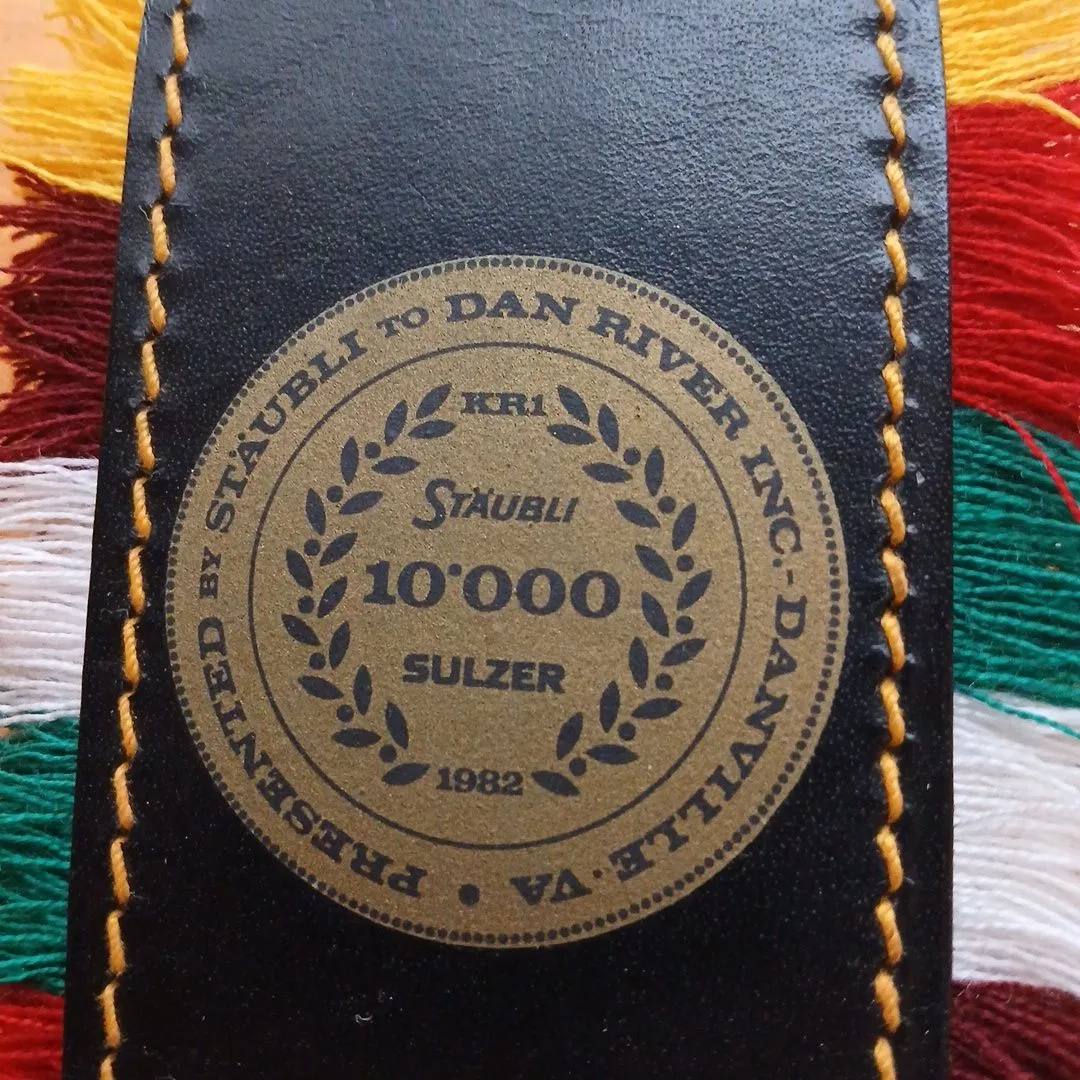 PRESENTED BY STÄUBLI TO DAN RIVER INC.-DANVILLE·VA •
KR1
STÄUBLI
10'000
SULZER
1982